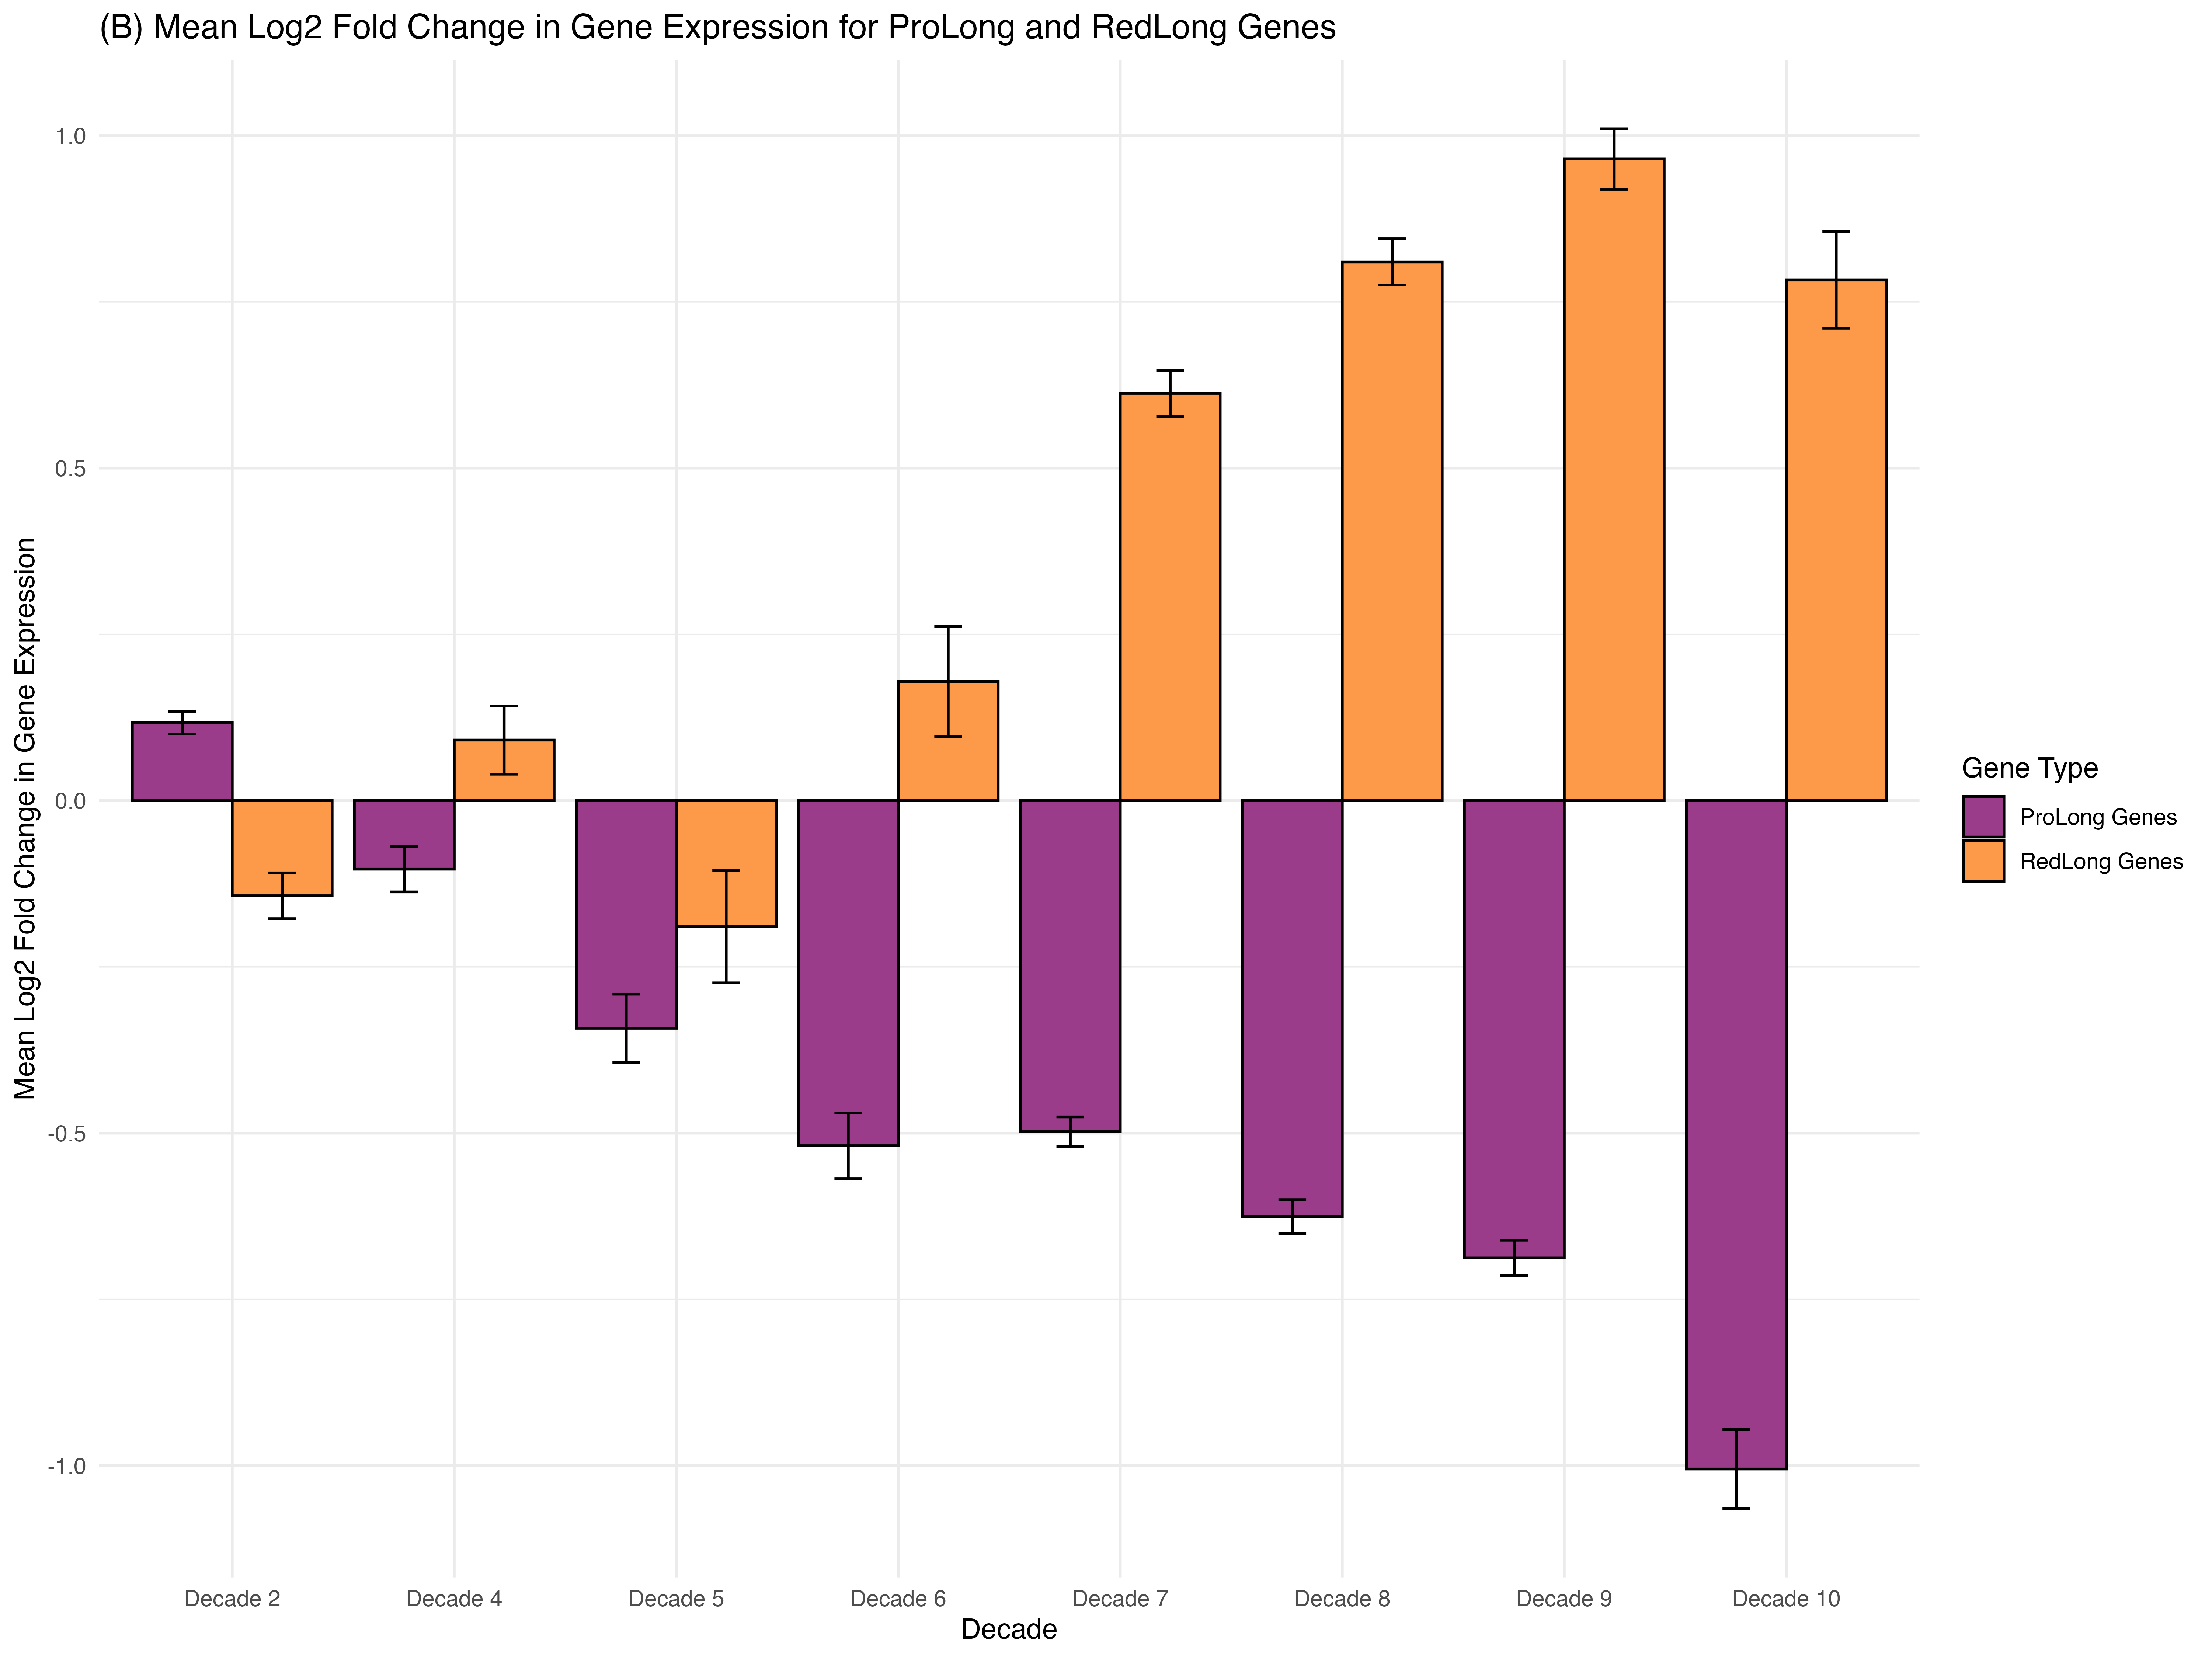 (B) Mean Log2 Fold Change in Gene Expression for ProLong and RedLong Genes
Mean Log2 Fold Change in Gene Expression
1.0
0.5
0.0
-0.5
-1.0
Decade 2
Decade 4
Decade 5
Decade 6
Decade 7
Decade 8
Decade 9
Decade 10
Decade
Gene Type
ProLong Genes
RedLong Genes